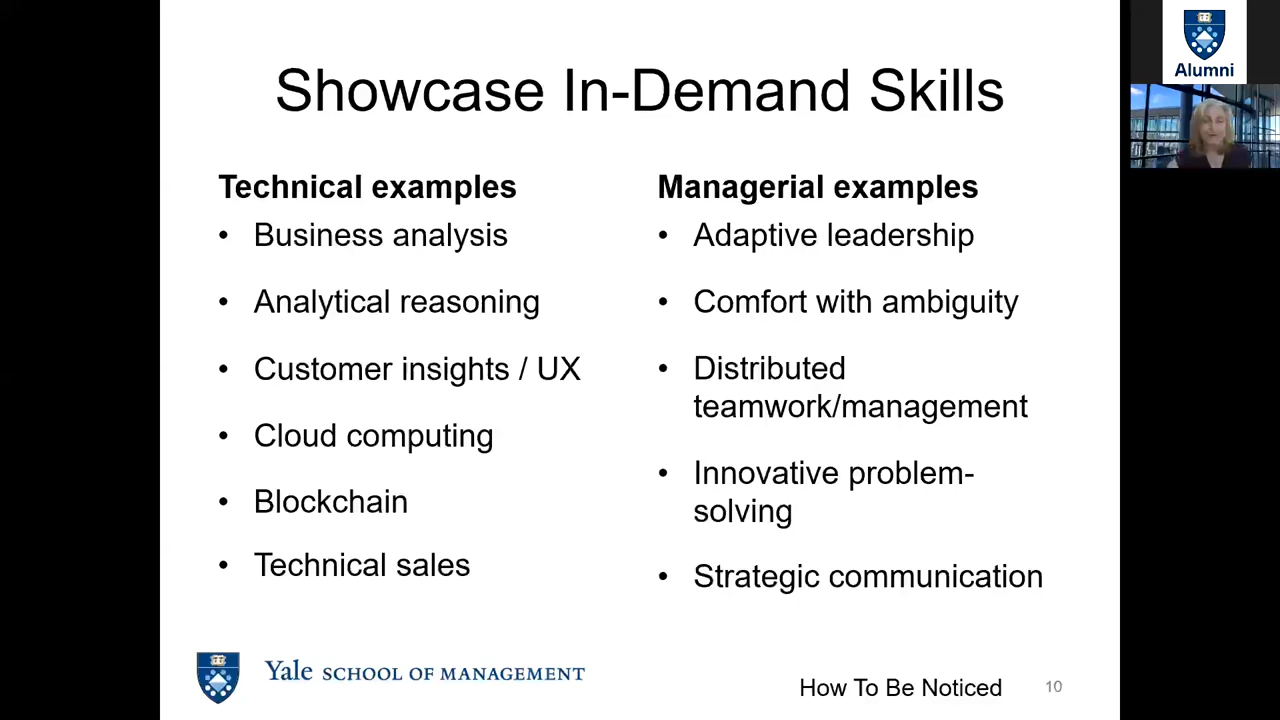 Showcase In-Demand Skills
Technical examples
• Business analysis
• Analytical reasoning
• Customer insights / UX
• Cloud computing
• Blockchain
• Technical sales
Managerial examples
• Adaptive leadership
• Comfort with ambiguity
• Distributed
teamwork/management
• Innovative problem-
solving
• Strategic communication
Yale SCHOOL OF MANAGEMENT
How To Be Noticed
10
Alumni